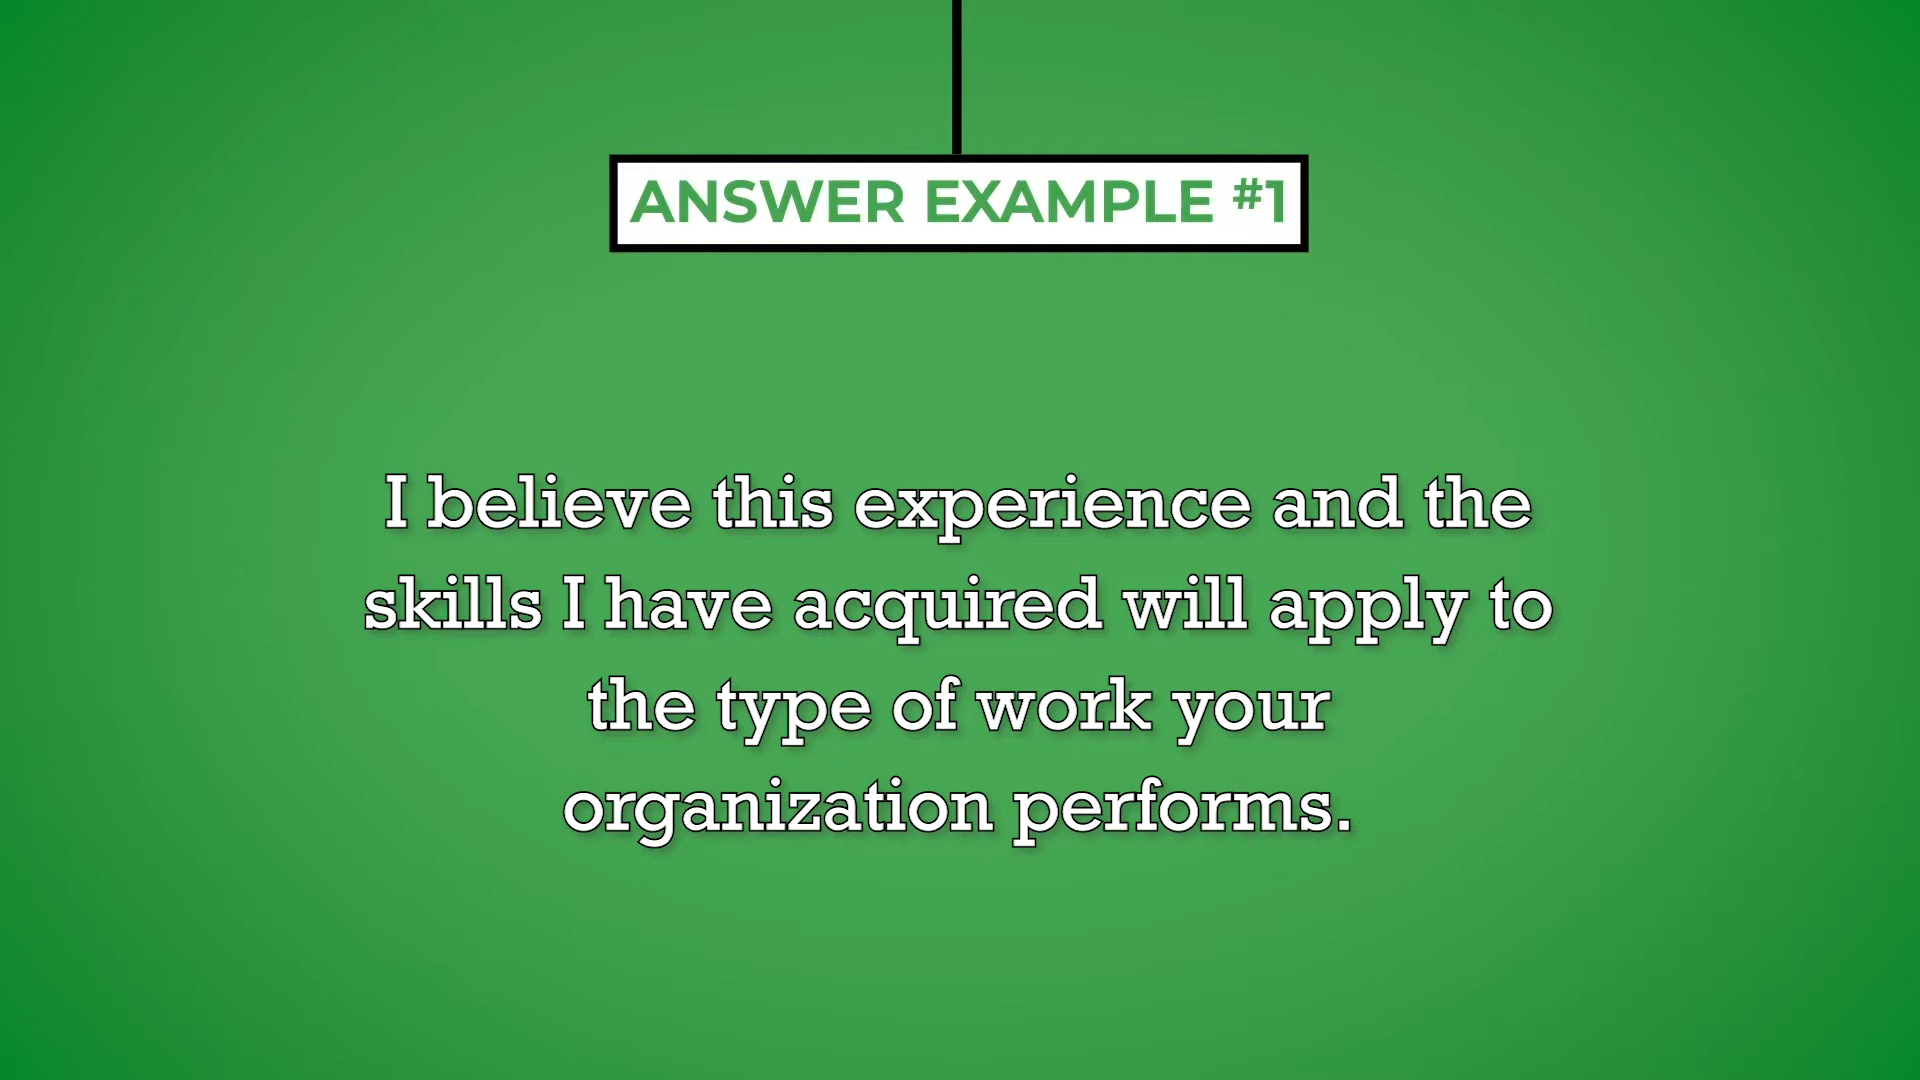 ANSWER EXAMPLE #1
I believe this experience and the
skills I have acquired will apply to
the type of work your
organization performs.